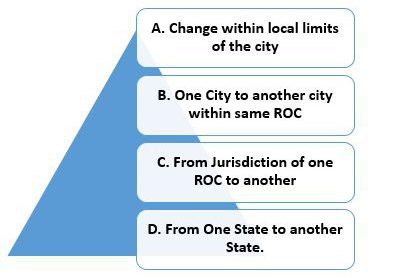 A. Change within local limits
of the city
B. One City to another city
within same ROC
C. From Jurisdiction of one
ROC to another
D. From One State to another
State.